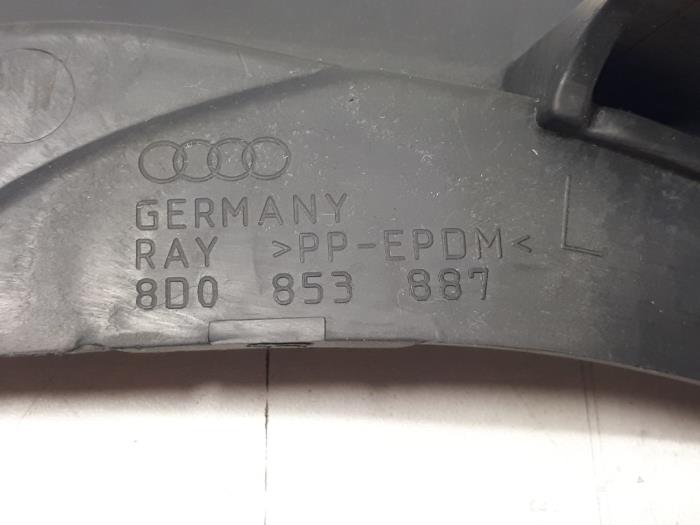 GERMANY
RAY >PP-EPDM< L
8D0 853 887